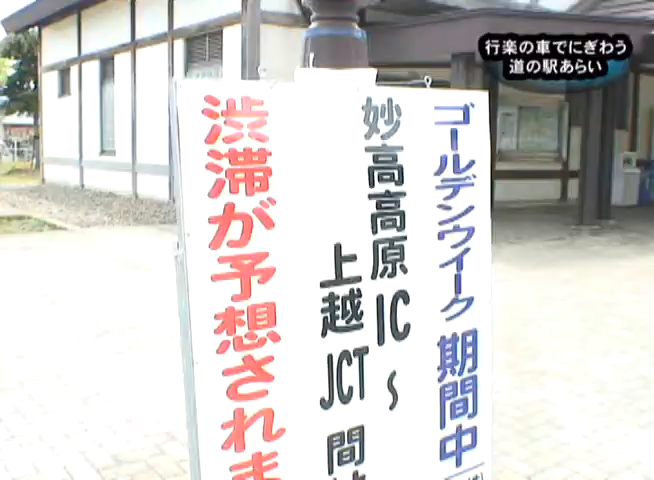 行楽の車でにぎわう
道の駅あらい
ゴールデンウイーク期間中
妙高高原IC～
上越JCT間
渋滞が予想されま